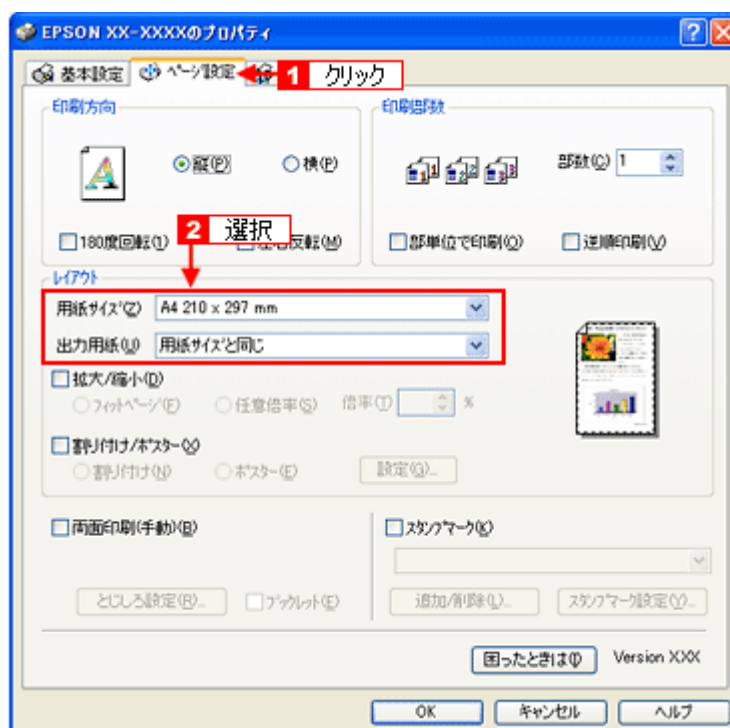 EPSON XX-XXXXのプロパティ
基本設定 ページ設定 1 クリック
印刷方向 印刷部数
縦(P) 横(P) 部数(C) 1
2 選択
180度回転(1) 反転(M) 部単位で印刷(O) 逆順印刷(V)
レイアウト
用紙サイズ(Z) A4 210 x 297 mm
出力用紙(U) 用紙サイズと同じ
拡大/縮小(D)
フィットページ(F) 任意倍率(S) 倍率(T) %
割り付け/ポスター(X)
割り付け(N) ポスター(E) 設定(G)...
両面印刷(手動)(B) スタンプマーク(K)
とじしろ設定(R)... ブックレット(E) 追加/削除(L)... スタンプマーク設定(Y)...
困ったときは(I) Version XXX
OK キャンセル ヘルプ